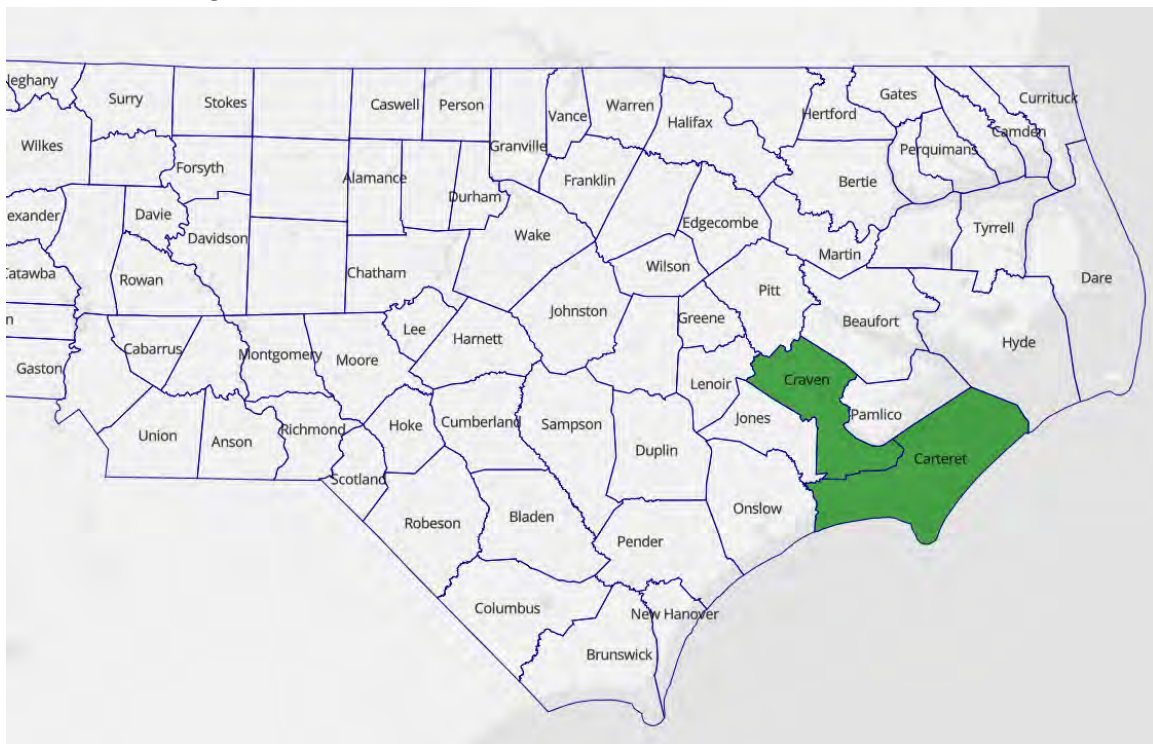 leghany
Surry
Stokes
Caswell
Person
Vance
Warren
Halifax
Hertford
Gates
Currituck
Camden
Wilkes
Forsyth
Granville
Perquimans
Alamance
Durham
Franklin
Bertie
exander
Davie
Davidson
Wake
Edgecombe
Tyrrell
Martin
Catawba
Rowan
Chatham
Wilson
Pitt
Dare
n
Lee
Johnston
Greene
Beaufort
Hyde
Gaston
Cabarrus
Montgomery
Moore
Harnett
Lenoir
Craven
Union
Anson
Richmond
Hoke
Cumberland
Sampson
Jones
Pamlico
Duplin
Carteret
Scotland
Robeson
Bladen
Onslow
Pender
Columbus
New Hanover
Brunswick